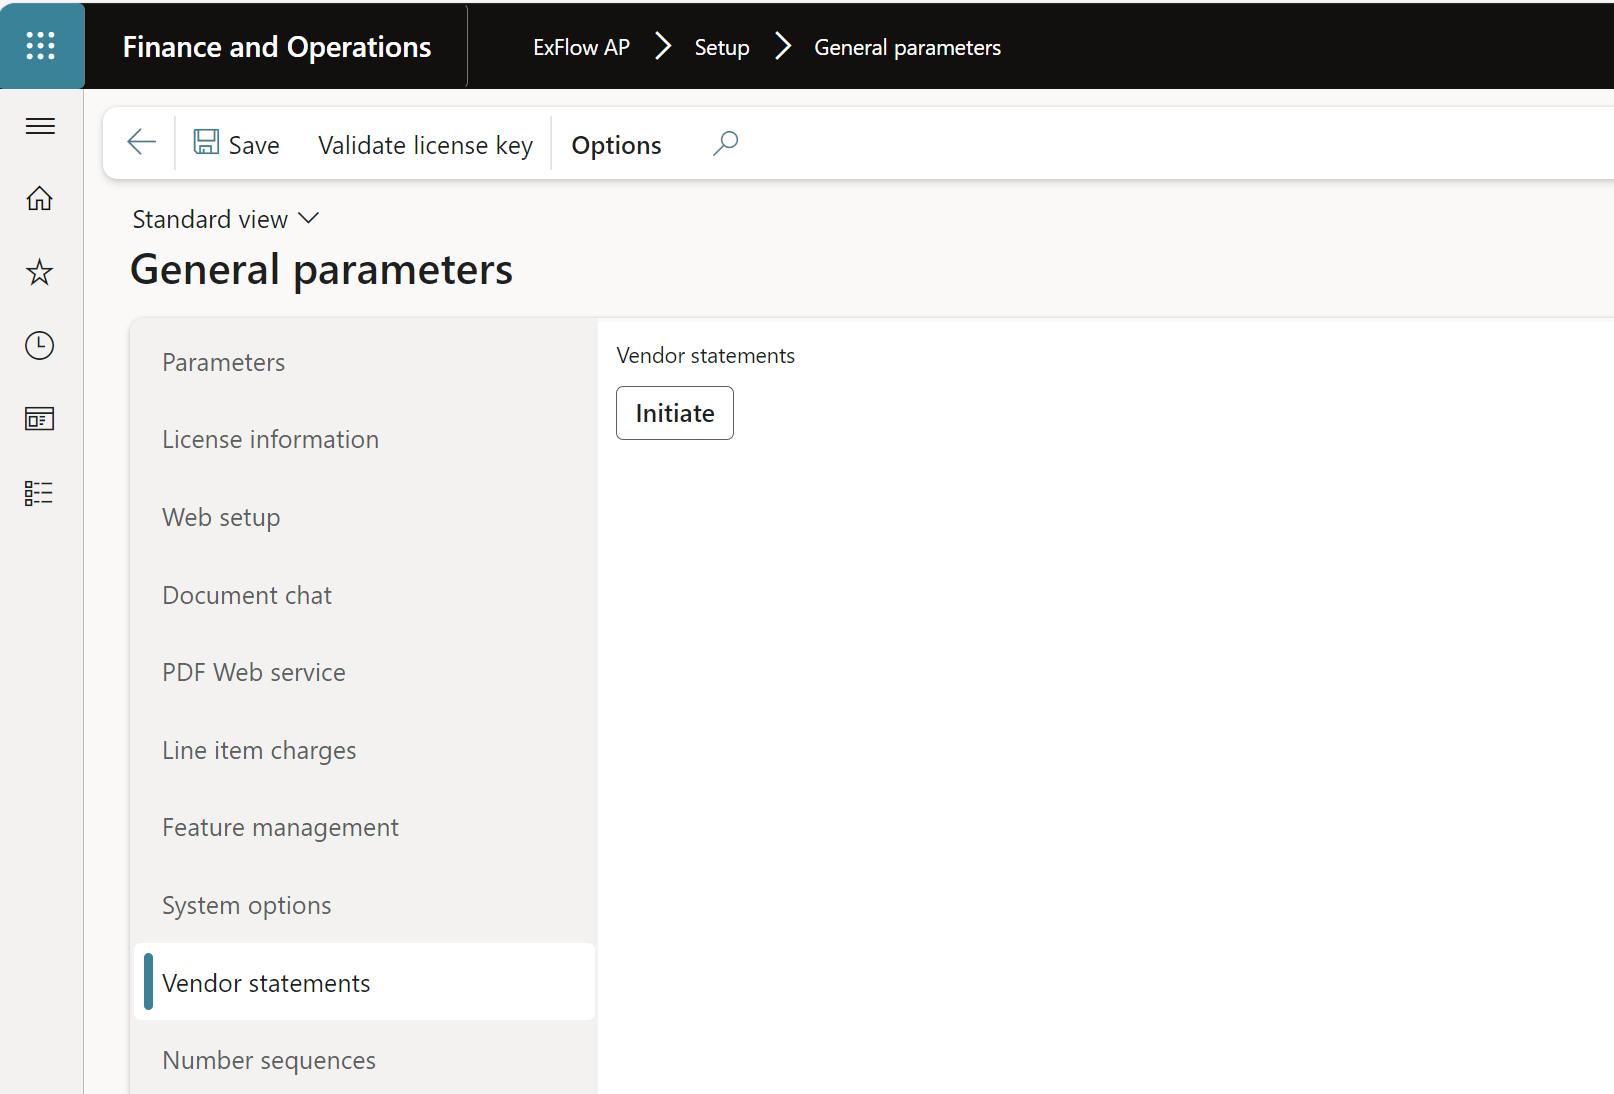 Finance and Operations
ExFlow AP > Setup > General parameters
Save Validate license key Options
Standard view
General parameters
Parameters
License information
Web setup
Document chat
PDF Web service
Line item charges
Feature management
System options
Vendor statements
Number sequences
Vendor statements
Initiate